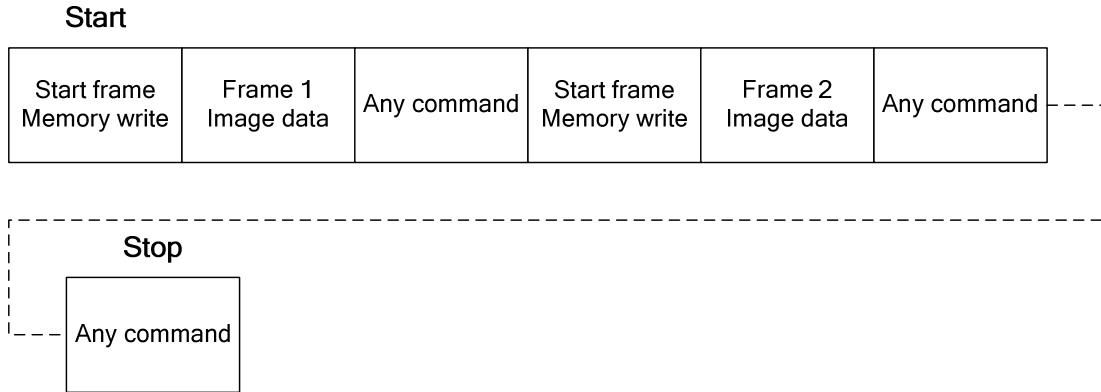 Start
Start frame
Memory write
Frame 1
Image data
Any command
Start frame
Memory write
Frame 2
Image data
Any command
Stop
Any command